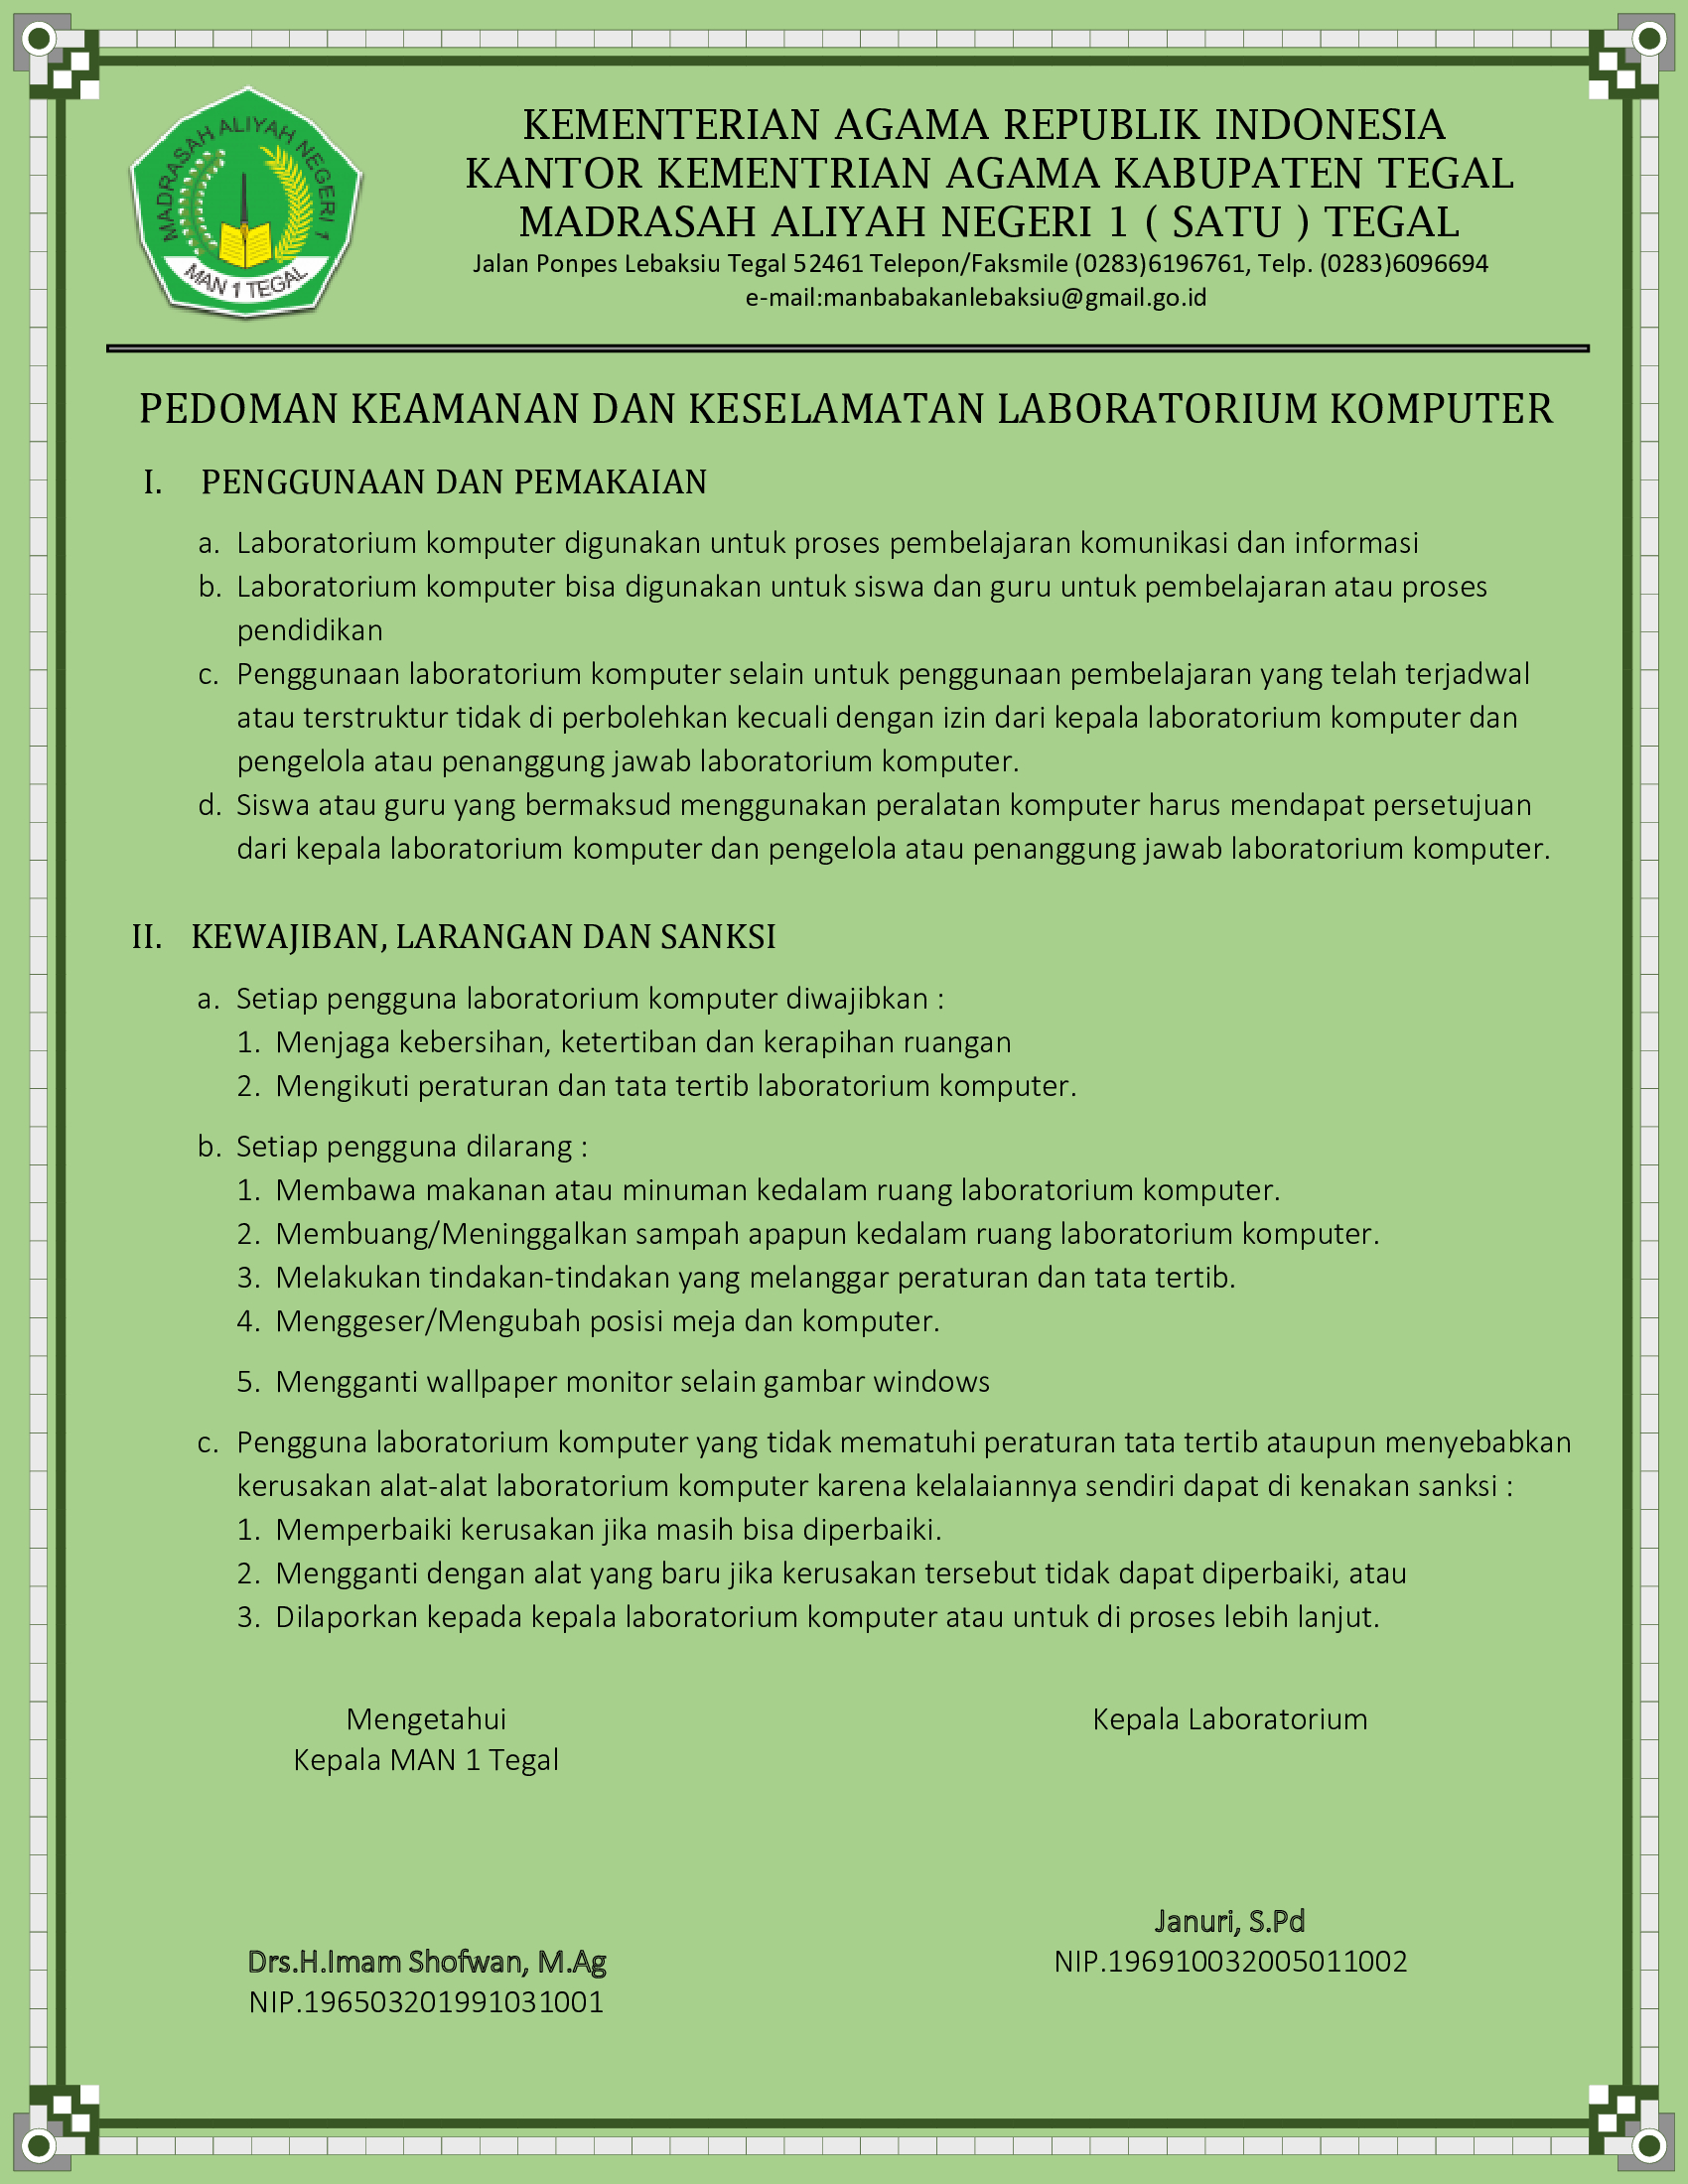 MADRASAH ALIYAH NEGERI 1
MAN 1 TEGAL
KEMENTERIAN AGAMA REPUBLIK INDONESIA
KANTOR KEMENTRIAN AGAMA KABUPATEN TEGAL
MADRASAH ALIYAH NEGERI 1 ( SATU ) TEGAL
Jalan Ponpes Lebaksiu Tegal 52461 Telepon/Faksmile (0283)6196761, Telp. (0283)6096694
e-mail:manbabakanlebaksiu@gmail.go.id
PEDOMAN KEAMANAN DAN KESELAMATAN LABORATORIUM KOMPUTER
I. PENGGUNAAN DAN PEMAKAIAN
a. Laboratorium komputer digunakan untuk proses pembelajaran komunikasi dan informasi
b. Laboratorium komputer bisa digunakan untuk siswa dan guru untuk pembelajaran atau proses
pendidikan
c. Penggunaan laboratorium komputer selain untuk penggunaan pembelajaran yang telah terjadwal
atau terstruktur tidak di perbolehkan kecuali dengan izin dari kepala laboratorium komputer dan
pengelola atau penanggung jawab laboratorium komputer.
d. Siswa atau guru yang bermaksud menggunakan peralatan komputer harus mendapat persetujuan
dari kepala laboratorium komputer dan pengelola atau penanggung jawab laboratorium komputer.
II. KEWAJIBAN, LARANGAN DAN SANKSI
a. Setiap pengguna laboratorium komputer diwajibkan :
1. Menjaga kebersihan, ketertiban dan kerapihan ruangan
2. Mengikuti peraturan dan tata tertib laboratorium komputer.
b. Setiap pengguna dilarang :
1. Membawa makanan atau minuman kedalam ruang laboratorium komputer.
2. Membuang/Meninggalkan sampah apapun kedalam ruang laboratorium komputer.
3. Melakukan tindakan-tindakan yang melanggar peraturan dan tata tertib.
4. Menggeser/Mengubah posisi meja dan komputer.
5. Mengganti wallpaper monitor selain gambar windows
c. Pengguna laboratorium komputer yang tidak mematuhi peraturan tata tertib ataupun menyebabkan
kerusakan alat-alat laboratorium komputer karena kelalaiannya sendiri dapat di kenakan sanksi :
1. Memperbaiki kerusakan jika masih bisa diperbaiki.
2. Mengganti dengan alat yang baru jika kerusakan tersebut tidak dapat diperbaiki, atau
3. Dilaporkan kepada kepala laboratorium komputer atau untuk di proses lebih lanjut.
Mengetahui
Kepala MAN 1 Tegal
Drs.H.Imam Shofwan, M.Ag
NIP.196503201991031001
Kepala Laboratorium
Januri, S.Pd
NIP.196910032005011002